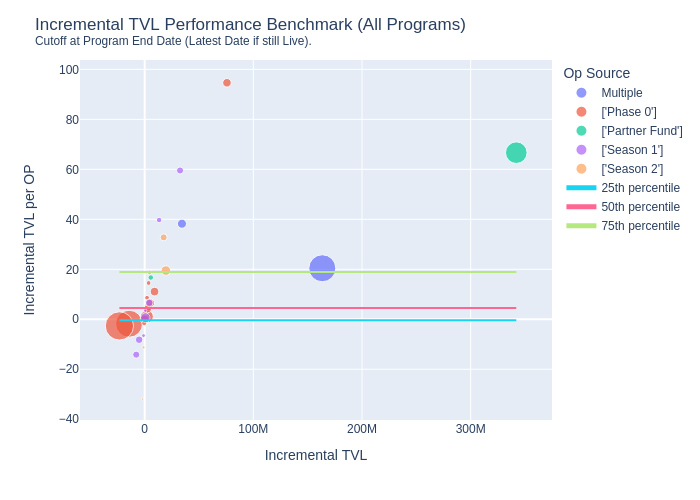 Incremental TVL Performance Benchmark (All Programs)
Cutoff at Program End Date (Latest Date if still Live).
100
80
60
40
20
0
−20
−40
Incremental TVL per OP
0
100M
200M
300M
Incremental TVL
Op Source
Multiple
['Phase 0']
['Partner Fund']
['Season 1']
['Season 2']
25th percentile
50th percentile
75th percentile